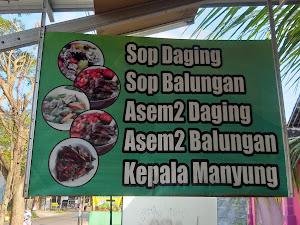 Sop Daging
Sop Balungan
Asem2 Daging
Asem2 Balungan
Kepala Manyung